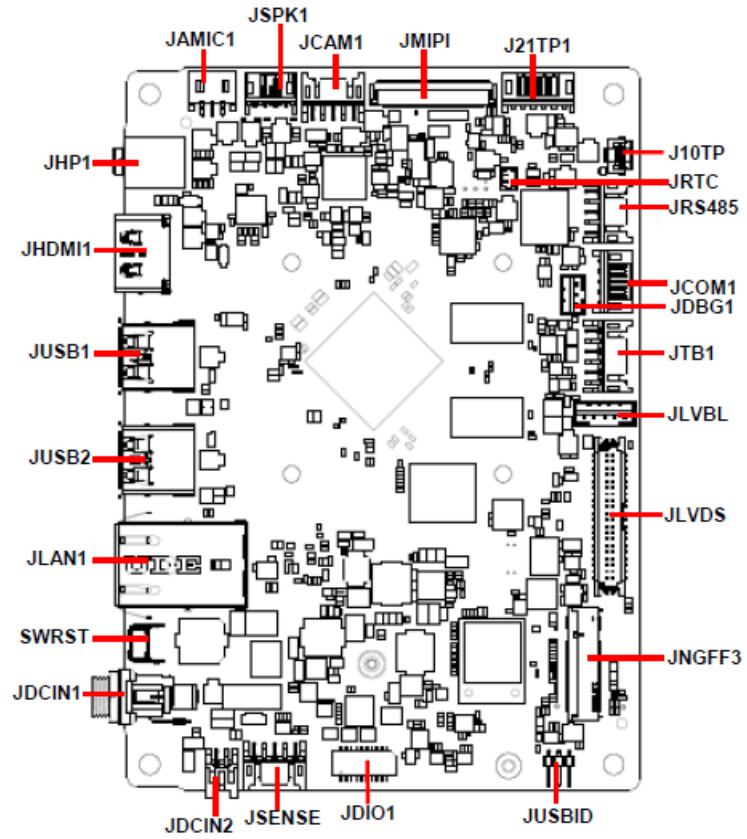 JSPK1
JAMIC1
JCAM1
JMIPI
J21TP1
JHP1
J10TP
JRTC
JRS485
JHDMI1
JCOM1
JDBG1
JUSB1
JTB1
JLVBL
JUSB2
JLVDS
JLAN1
SWRST
JNGFF3
JDCIN1
JDCIN2
JSENSE
JDIO1
JUSBID